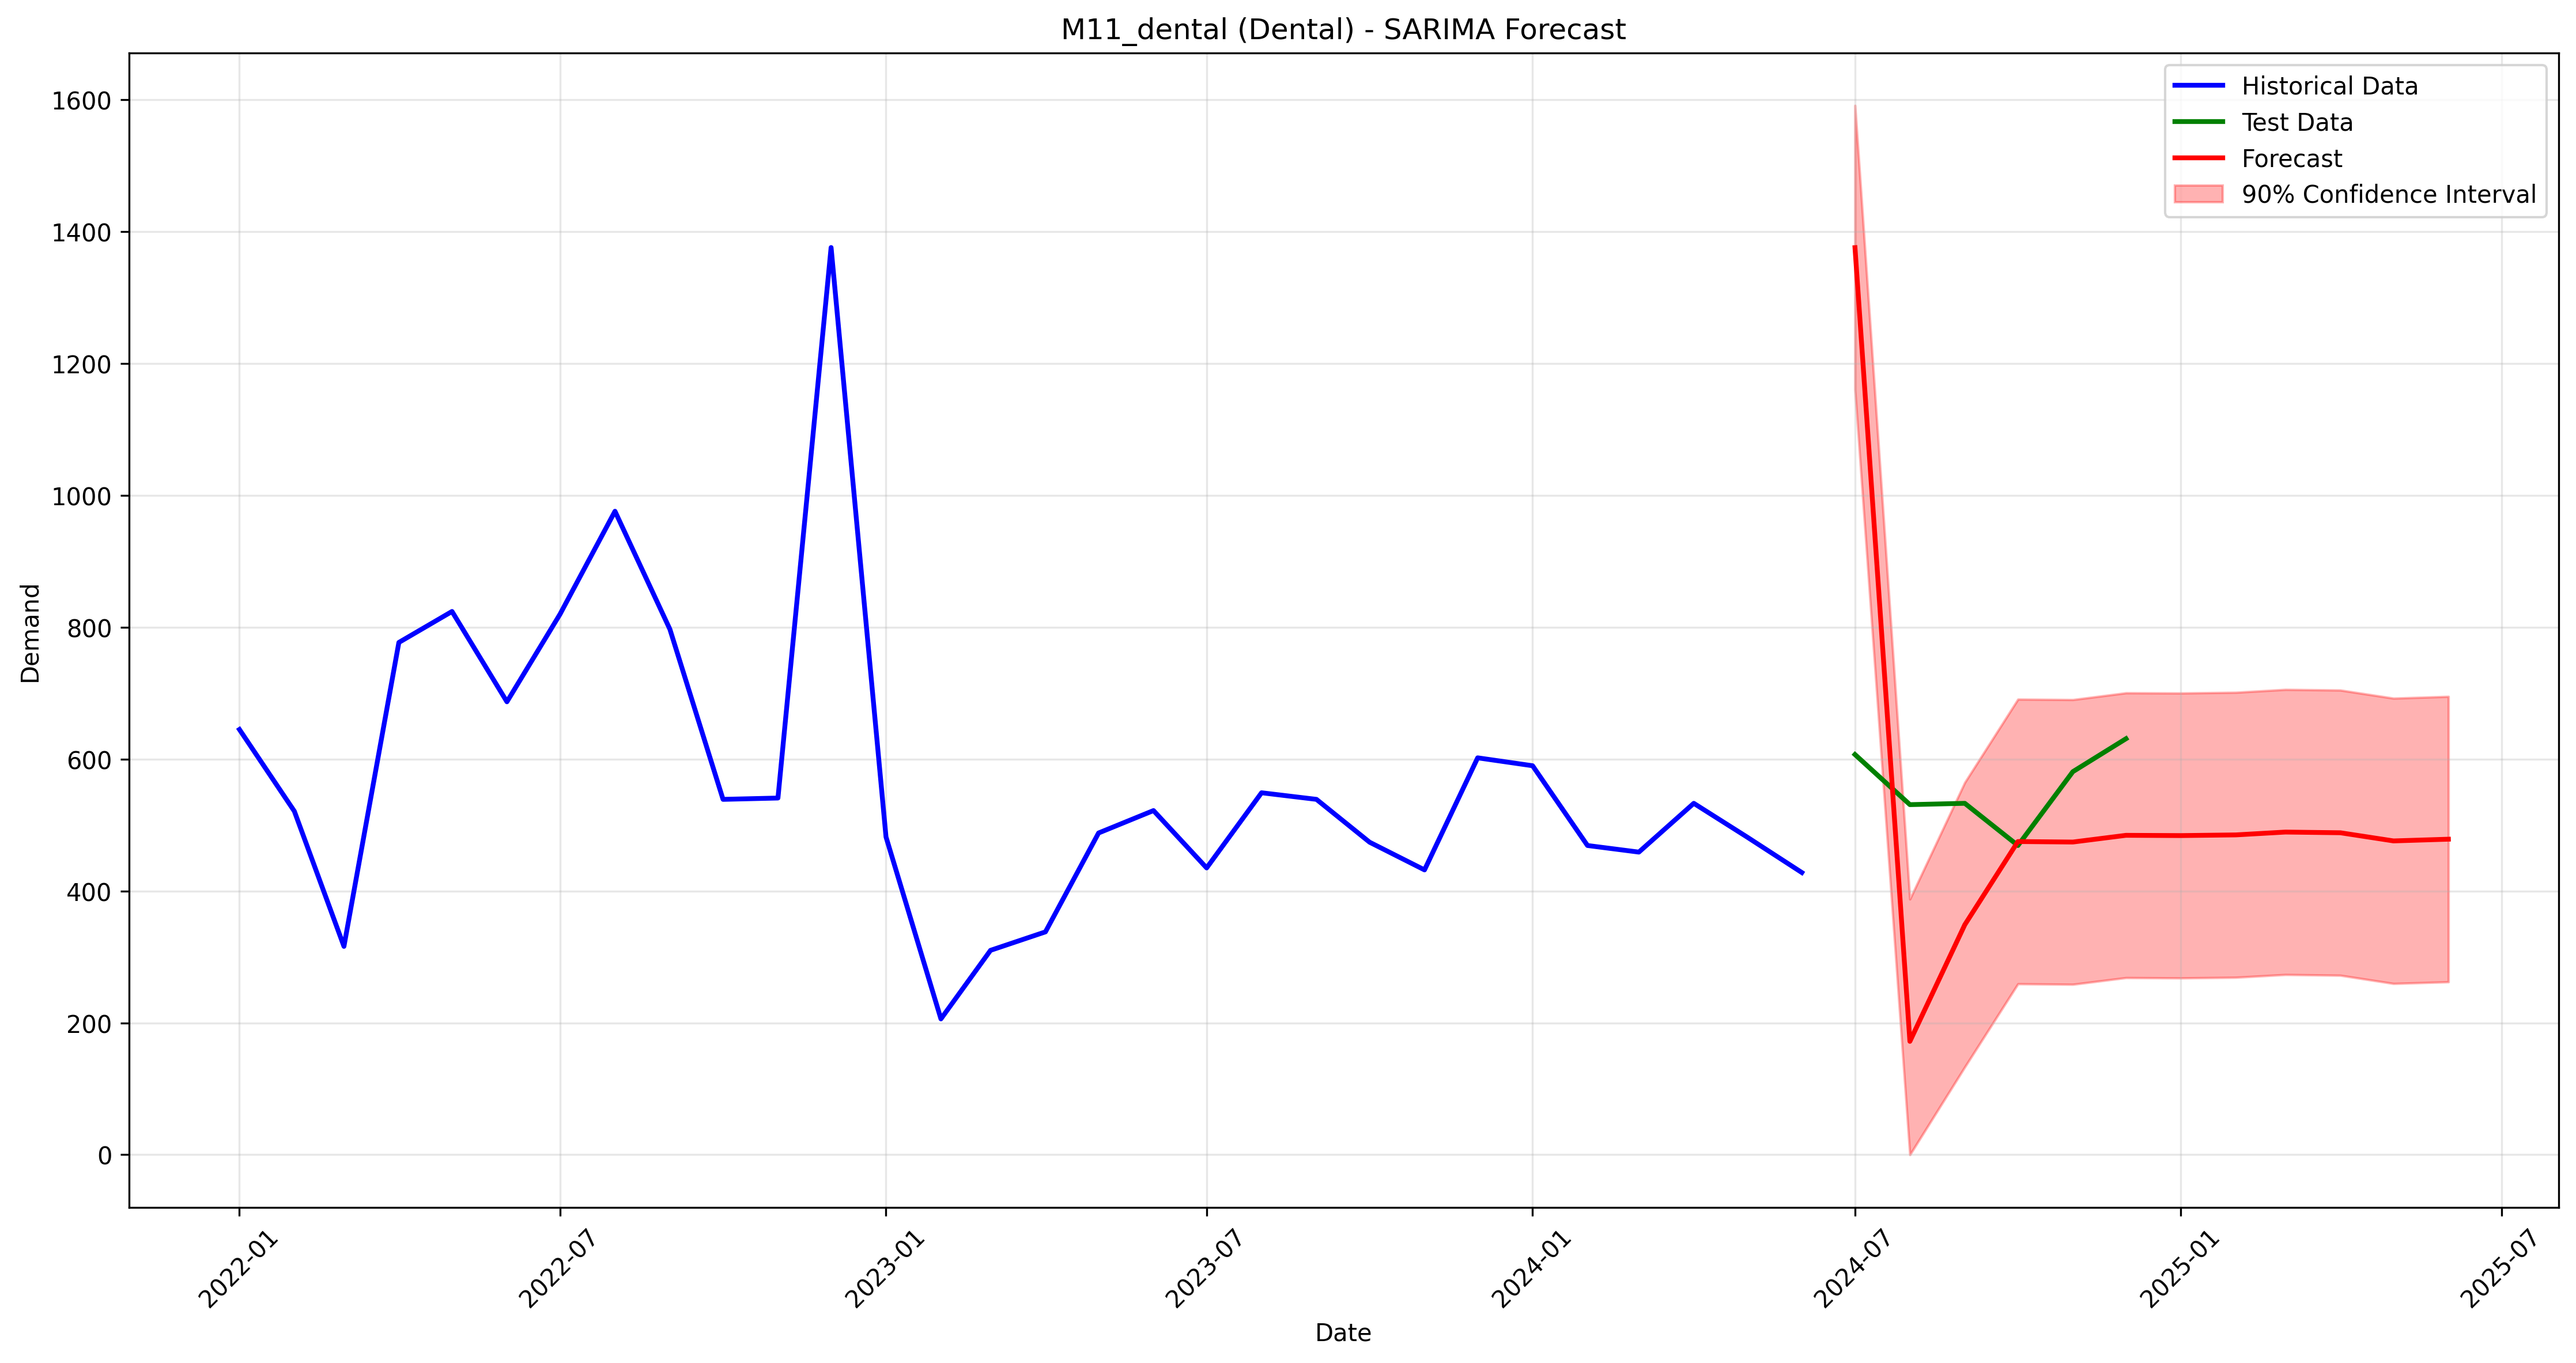 M11_dental (Dental) - SARIMA Forecast
Historical Data
Test Data
Forecast
90% Confidence Interval
1600
1400
1200
1000
800
600
400
200
0
Demand
2022-01
2022-07
2023-01
2023-07
2024-01
2024-07
2025-01
2025-07
Date